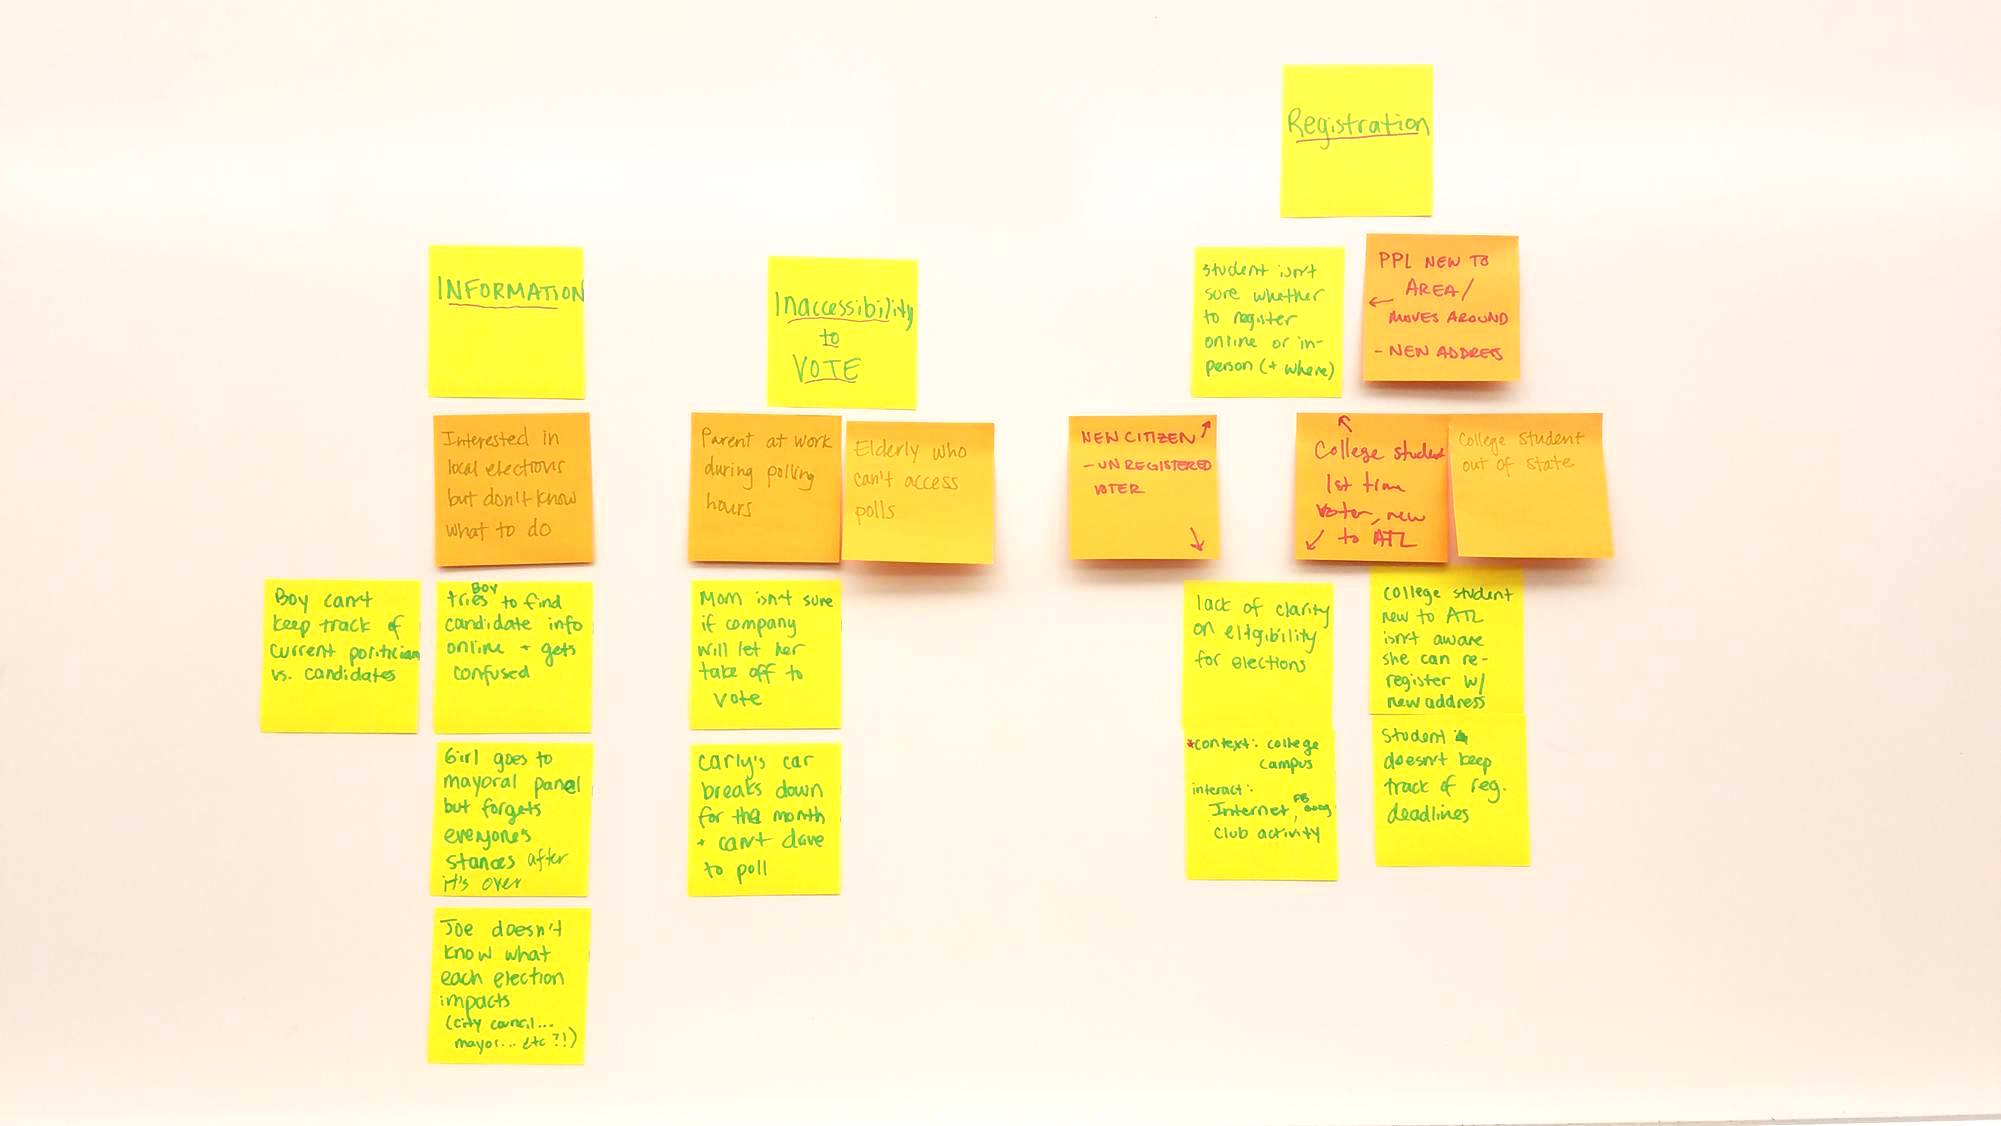 Registration
INFORMATION
Inaccessibility
to
VOTE
student isn't
sure whether
to register
online or in-
person (+ where)
PPL NEW TO
AREA/
← MOVES AROUND
- NEW ADDRESS
Interested in
local elections
but don't know
what to do
Parent at work
during polling
hours
Elderly who
can't access
polls
NEW CITIZEN
- UNREGISTERED
VOTER
College student
1st time
voter, new
to ATL
College student
out of state
Boy can't
keep track of
current politician
vs. candidates
Boy
tries to find
candidate info
online + gets
confused
Mom isn't sure
if company
will let her
take off to
vote
lack of clarity
on eligibility
for elections
college student
new to ATL
isn't aware
she can re-
register w/
new address
Girl goes to
mayoral panel
but forgets
everyone's
stances after
it's over
Carly's car
breaks down
for the month
+ can't drive
to poll
*context: college
campus
interact:
Internet, FB
club activity
Student
doesn't keep
track of reg.
deadlines
Joe doesn't
know what
each election
impacts
(city council...
mayor... etc ?!)